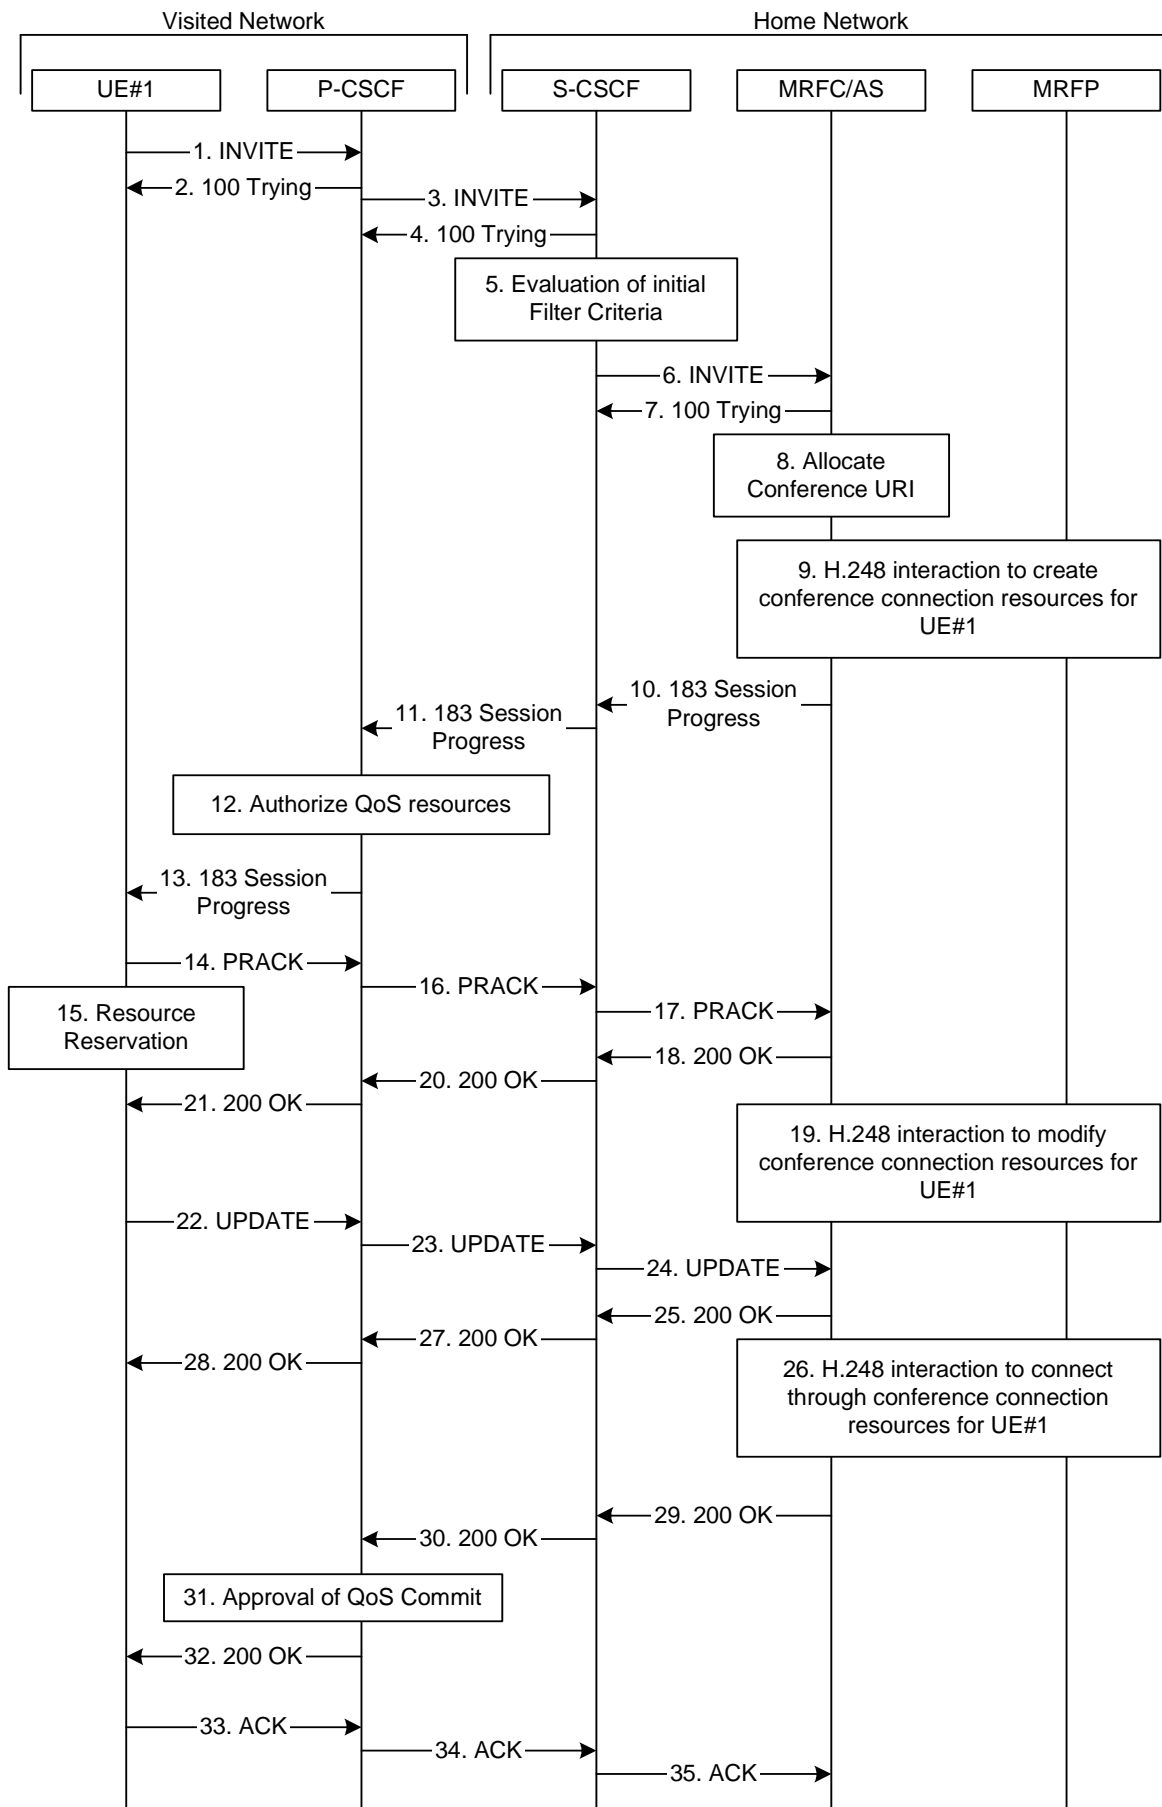 Visited Network
Home Network
UE#1
P-CSCF
S-CSCF
MRFC/AS
MRFP
1. INVITE
2. 100 Trying
3. INVITE
4. 100 Trying
5. Evaluation of initial
Filter Criteria
6. INVITE
7. 100 Trying
8. Allocate
Conference URI
9. H.248 interaction to create
conference connection resources for
UE#1
10. 183 Session
Progress
11. 183 Session
Progress
12. Authorize QoS resources
13. 183 Session
Progress
14. PRACK
15. Resource
Reservation
16. PRACK
17. PRACK
18. 200 OK
20. 200 OK
21. 200 OK
19. H.248 interaction to modify
conference connection resources for
UE#1
22. UPDATE
23. UPDATE
24. UPDATE
25. 200 OK
27. 200 OK
28. 200 OK
26. H.248 interaction to connect
through conference connection
resources for UE#1
29. 200 OK
30. 200 OK
31. Approval of QoS Commit
32. 200 OK
33. ACK
34. ACK
35. ACK